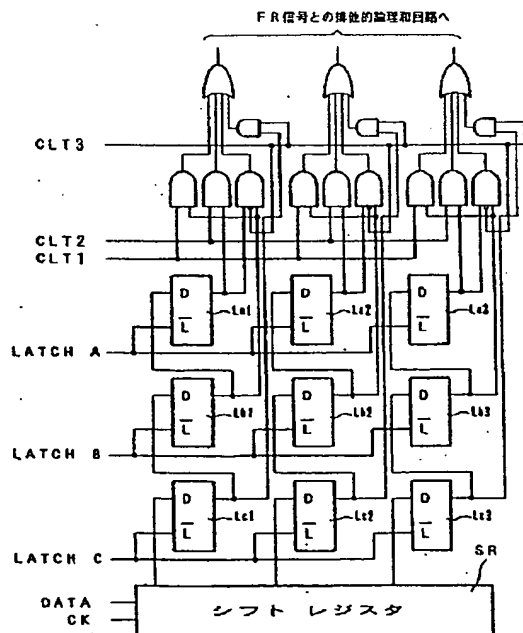 FR信号との排他的論理和回路へ
CLT3
CLT2
CLT1
D
L
La1
D
L
La2
D
L
La3
LATCH A
D
L
Lb1
D
L
Lb2
D
L
Lb3
LATCH B
D
L
Lc1
D
L
Lc2
D
L
Lc3
LATCH C
SR
DATA
CK
シフト レジスタ